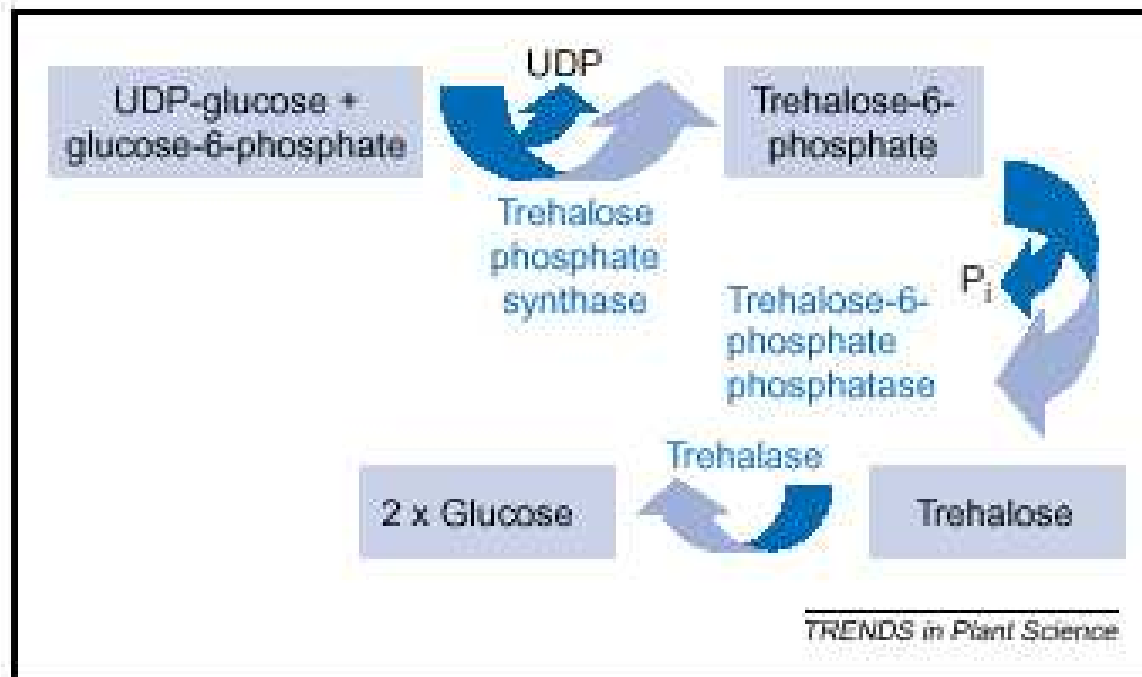 UDP-glucose +
glucose-6-phosphate
UDP
Trehalose-6-
phosphate
Trehalose
phosphate
synthase
Pi
Trehalose-6-
phosphate
phosphatase
2 x Glucose
Trehalase
Trehalose
TRENDS in Plant Science